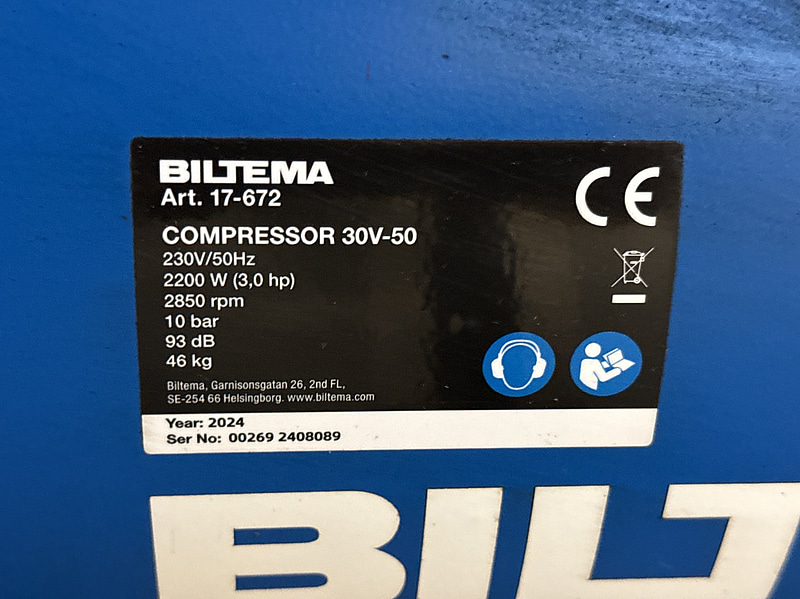 BILTEMA
Art. 17-672
CE
COMPRESSOR 30V-50
230V/50Hz
2200 W (3,0 hp)
2850 rpm
10 bar
93 dB
46 kg
Biltema, Garnisonsgatan 26, 2nd FL,
SE-254 66 Helsingborg. www.biltema.com
Year: 2024
Ser No: 00269 2408089
BILT